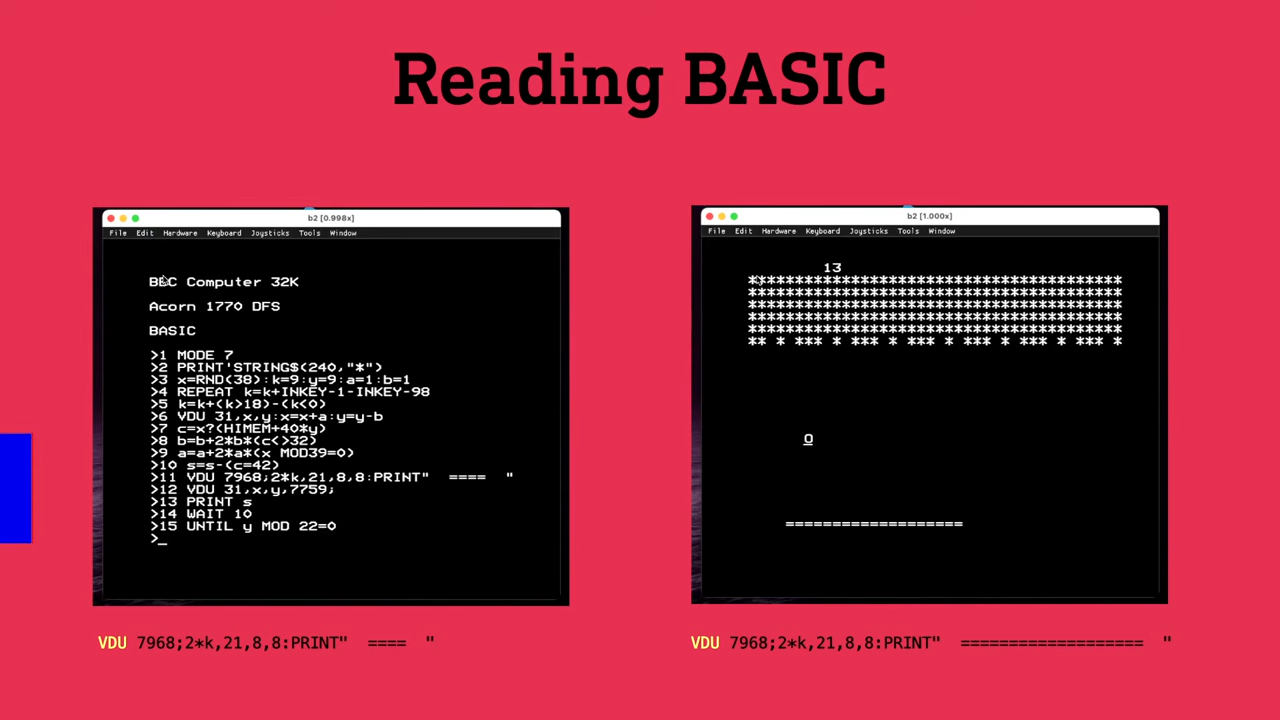 Reading BASIC
b2 [0.998x]
File Edit Hardware Keyboard Joysticks Tools Window
BBC Computer 32K
Acorn 1770 DFS
BASIC
>1 MODE 7
>2 PRINT'STRING$(240,"*")
>3 x=RND(38):k=9:y=9:a=1:b=1
>4 REPEAT k=k+INKEY-1-INKEY-98
>5 k=k+(k>18)-(k<0)
>6 VDU 31,x,y:x=x+a:y=y-b
>7 c=x?(HIMEM+40*y)
>8 b=b+2*b*(c<>32)
>9 a=a+2*a*(x MOD39=0)
>10 s=s-(c=42)
>11 VDU 7968;2*k,21,8,8:PRINT"  ====  "
>12 VDU 31,x,y,7759;
>13 PRINT s
>14 WAIT 10
>15 UNTIL y MOD 22=0
>_
VDU 7968;2*k,21,8,8:PRINT"  ====  "
b2 [1.000x]
File Edit Hardware Keyboard Joysticks Tools Window
13
****************************************
****************************************
****************************************
****************************************
****************************************
** * *** * *** * *** * *** * *** * *** *
O
===================
VDU 7968;2*k,21,8,8:PRINT"  ===================  "